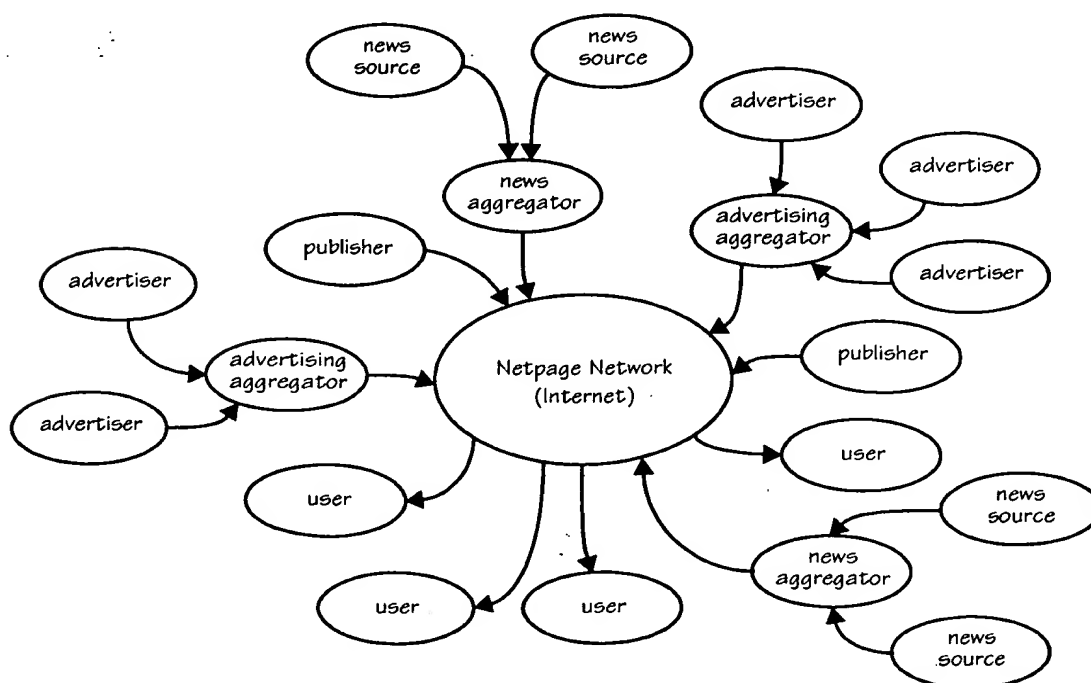 news
source
news
source
advertiser
advertiser
news
aggregator
advertising
aggregator
publisher
advertiser
advertiser
advertising
aggregator
Netpage Network
(Internet)
publisher
advertiser
user
user
news
source
news
aggregator
user
user
news
source